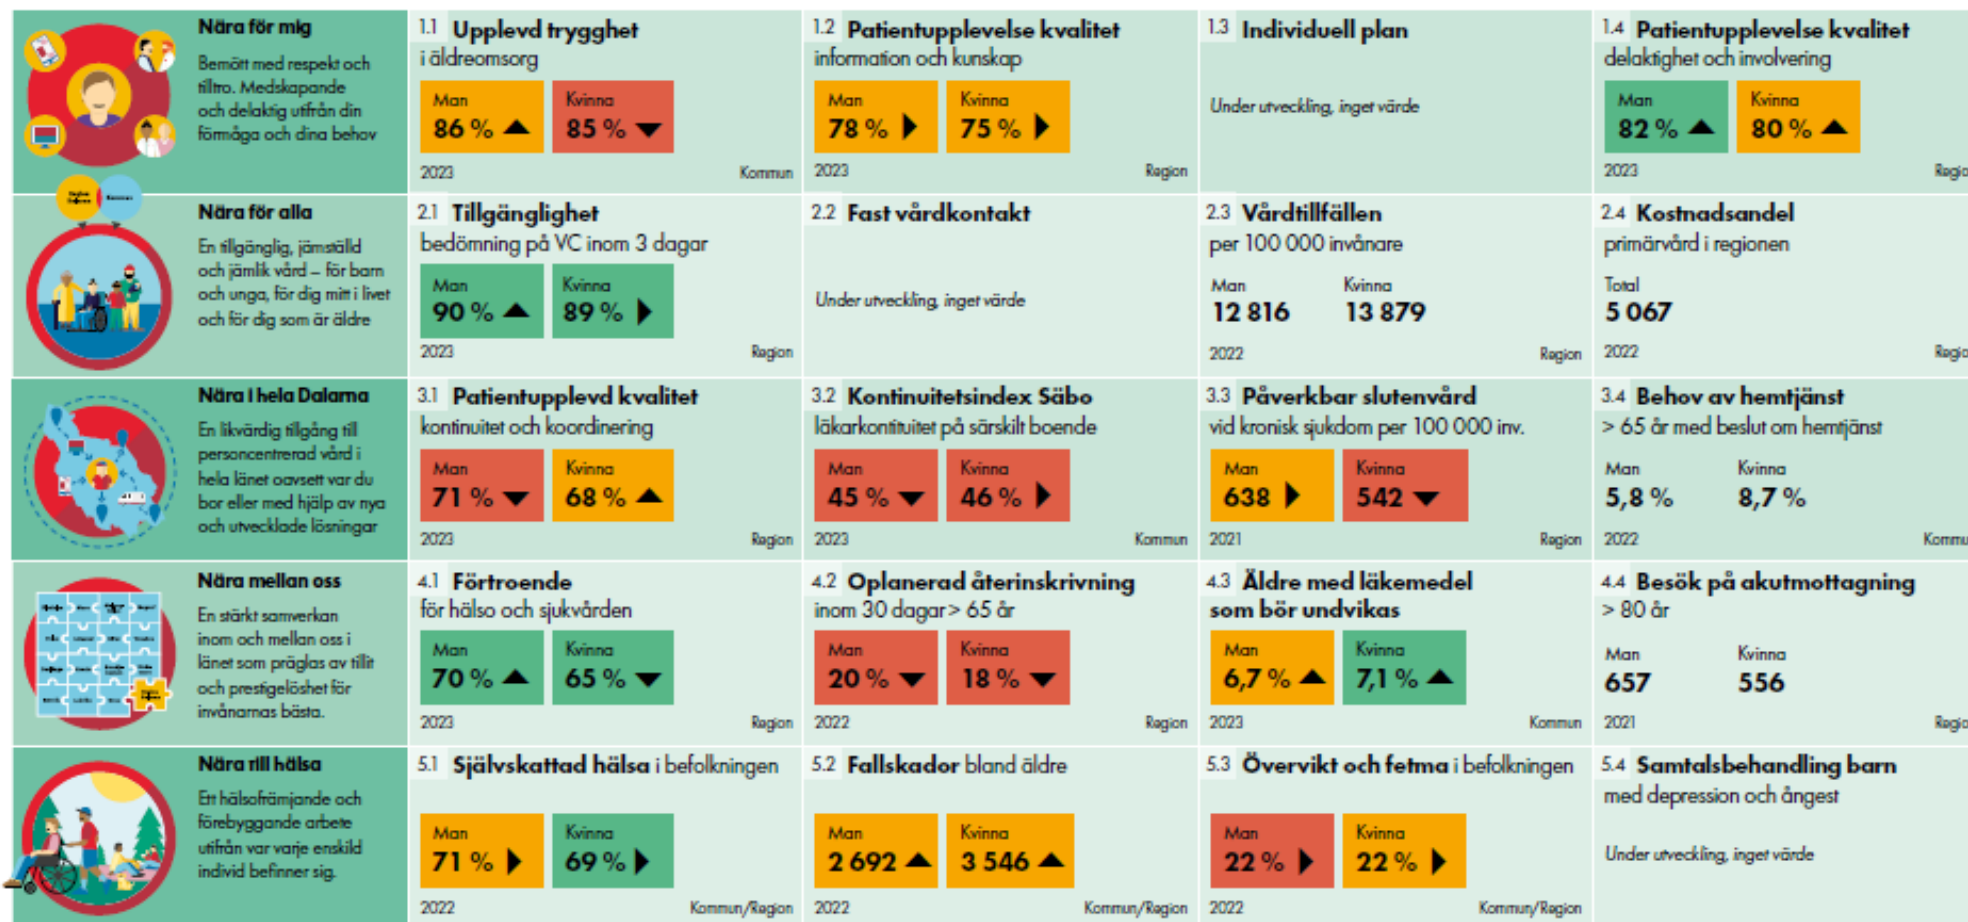 Nära för mig
Bemött med respekt och
tilltro. Medskapande
och delaktig utifrån din
förmåga och dina behov
1.1 Upplevd trygghet
i äldreomsorg
Man
86 %
Kvinna
85 %
2023
Kommun
1.2 Patientupplevelse kvalitet
information och kunskap
Man
78 %
Kvinna
75 %
2023
Region
1.3 Individuell plan
Under utveckling, inget värde
1.4 Patientupplevelse kvalitet
delaktighet och involvering
Man
82 %
Kvinna
80 %
2023
Regio
Nära för alla
En tillgänglig, jämställd
och jämlik vård – för barn
och unga, för dig mitt i livet
och för dig som är äldre
2.1 Tillgänglighet
bedömning på VC inom 3 dagar
Man
90 %
Kvinna
89 %
2023
Region
2.2 Fast vårdkontakt
Under utveckling, inget värde
2.3 Vårdtillfällen
per 100 000 invånare
Man
12 816
Kvinna
13 879
2022
Region
2.4 Kostnadsandel
primärvård i regionen
Total
5 067
2022
Regio
Nära i hela Dalarna
En likvärdig tillgång till
personcentrerad vård i
hela länet oavsett var du
bor eller med hjälp av nya
och utvecklade lösningar
3.1 Patientupplevd kvalitet
kontinuitet och koordinering
Man
71 %
Kvinna
68 %
2023
Region
3.2 Kontinuitetsindex Säbo
läkarkontituitet på särskilt boende
Man
45 %
Kvinna
46 %
2023
Kommun
3.3 Påverkbar slutenvård
vid kronisk sjukdom per 100 000 inv.
Man
638
Kvinna
542
2021
Region
3.4 Behov av hemtjänst
> 65 år med beslut om hemtjänst
Man
5,8 %
Kvinna
8,7 %
2022
Kommu
Nära mellan oss
En stärkt samverkan
inom och mellan oss i
länet som präglas av tillit
och prestigelöshet för
invånarnas bästa.
4.1 Förtroende
för hälso och sjukvården
Man
70 %
Kvinna
65 %
2023
Region
4.2 Oplanerad återinskrivning
inom 30 dagar > 65 år
Man
20 %
Kvinna
18 %
2022
Region
4.3 Äldre med läkemedel
som bör undvikas
Man
6,7 %
Kvinna
7,1 %
2023
Kommun
4.4 Besök på akutmottagning
> 80 år
Man
657
Kvinna
556
2021
Regio
Nära rill hälsa
Ett hälsofrämjande och
förebyggande arbete
utifrån var varje enskild
individ befinner sig.
5.1 Självskattad hälsa i befolkningen
Man
71 %
Kvinna
69 %
2022
Kommun/Region
5.2 Fallskador bland äldre
Man
2 692
Kvinna
3 546
2022
Kommun/Region
5.3 Övervikt och fetma i befolkningen
Man
22 %
Kvinna
22 %
2022
Kommun/Region
5.4 Samtalsbehandling barn
med depression och ångest
Under utveckling, inget värde